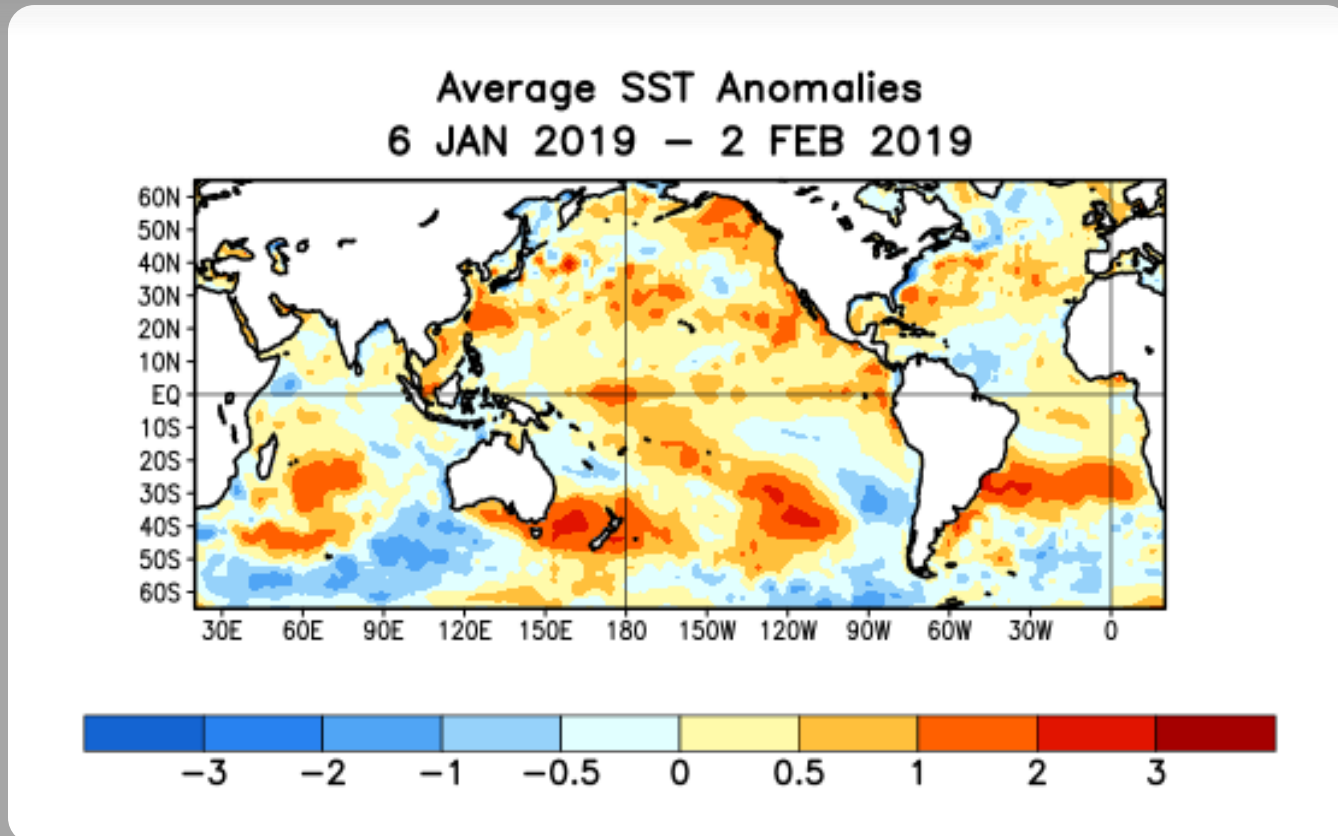 Average SST Anomalies
6 JAN 2019 – 2 FEB 2019
60N
50N
40N
30N
20N
10N
EQ
10S
20S
30S
40S
50S
60S
30E 60E 90E 120E 150E 180 150W 120W 90W 60W 30W 0
−3 −2 −1 −0.5 0 0.5 1 2 3